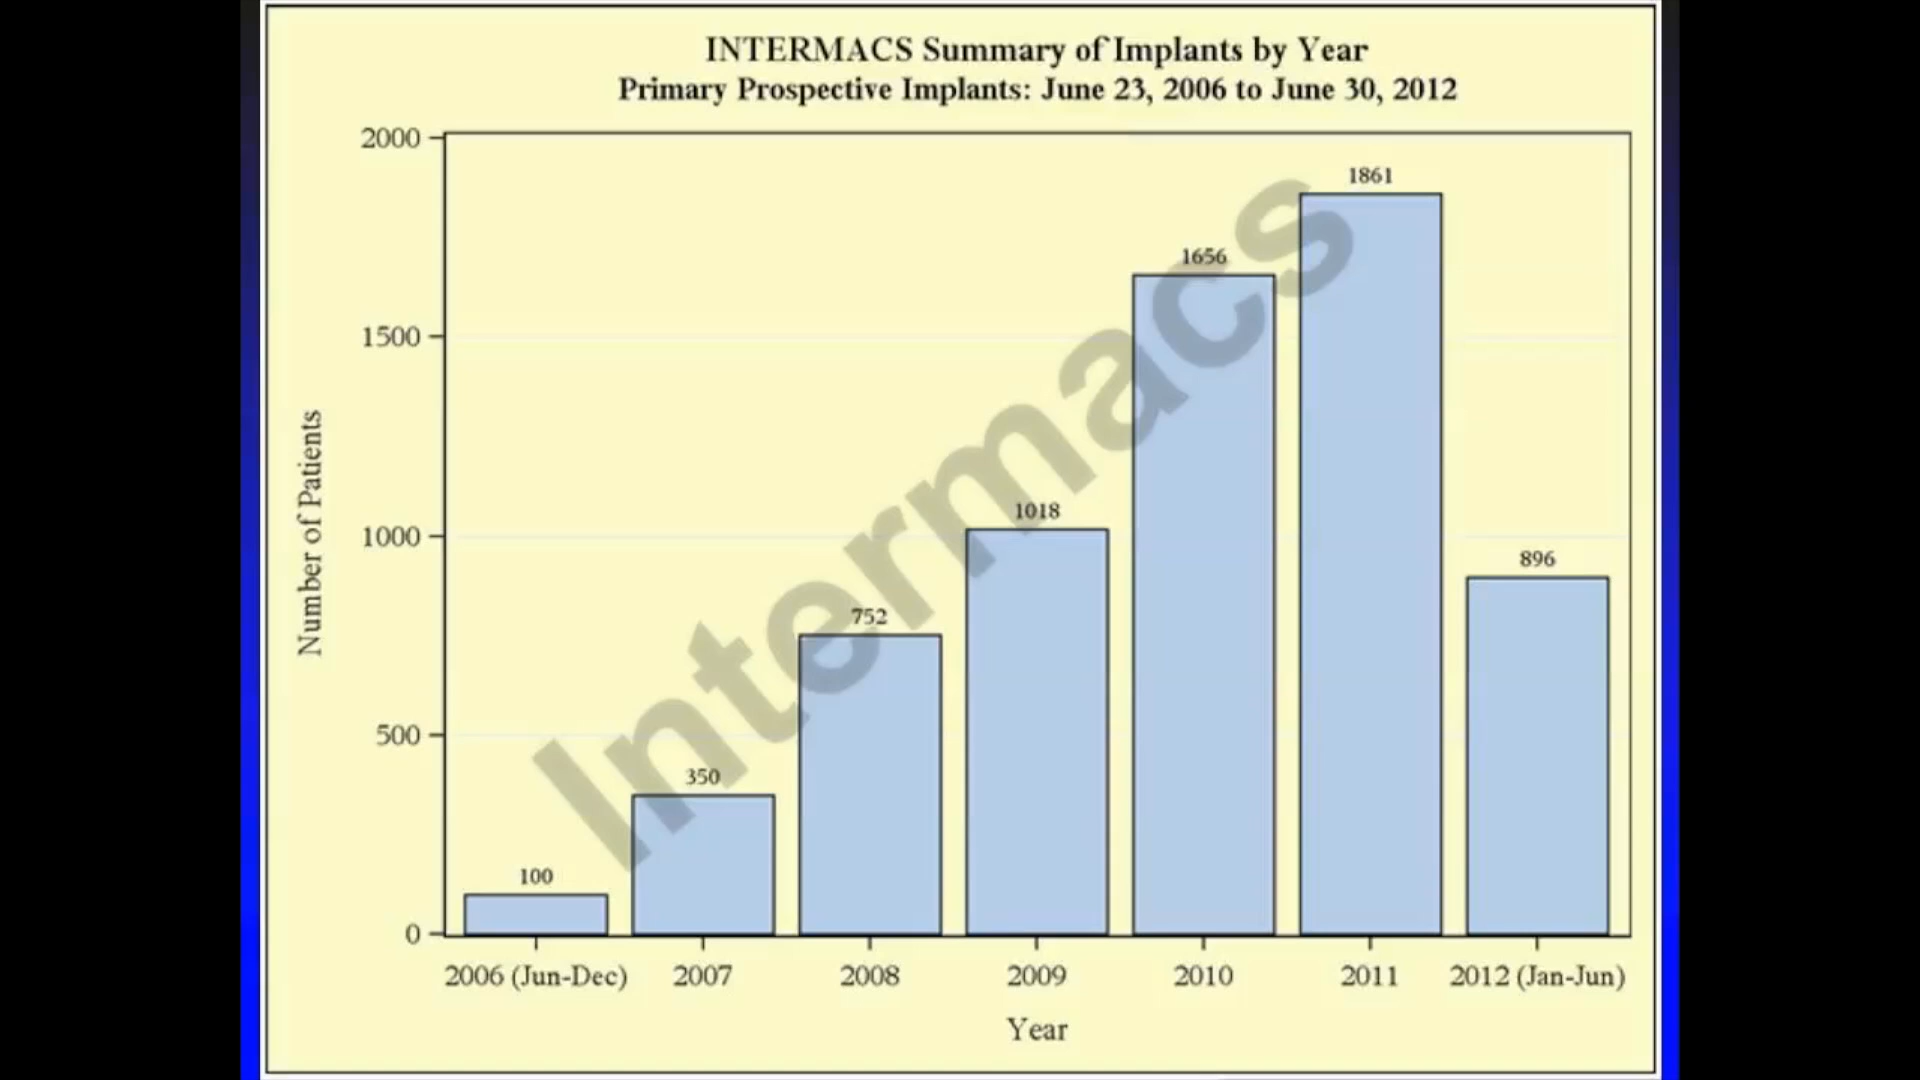 INTERMACS Summary of Implants by Year
Primary Prospective Implants: June 23, 2006 to June 30, 2012
2000
1500
1000
500
0
Number of Patients
100
350
752
1018
1656
1861
896
Intermacs
2006 (Jun-Dec) 2007 2008 2009 2010 2011 2012 (Jan-Jun)
Year